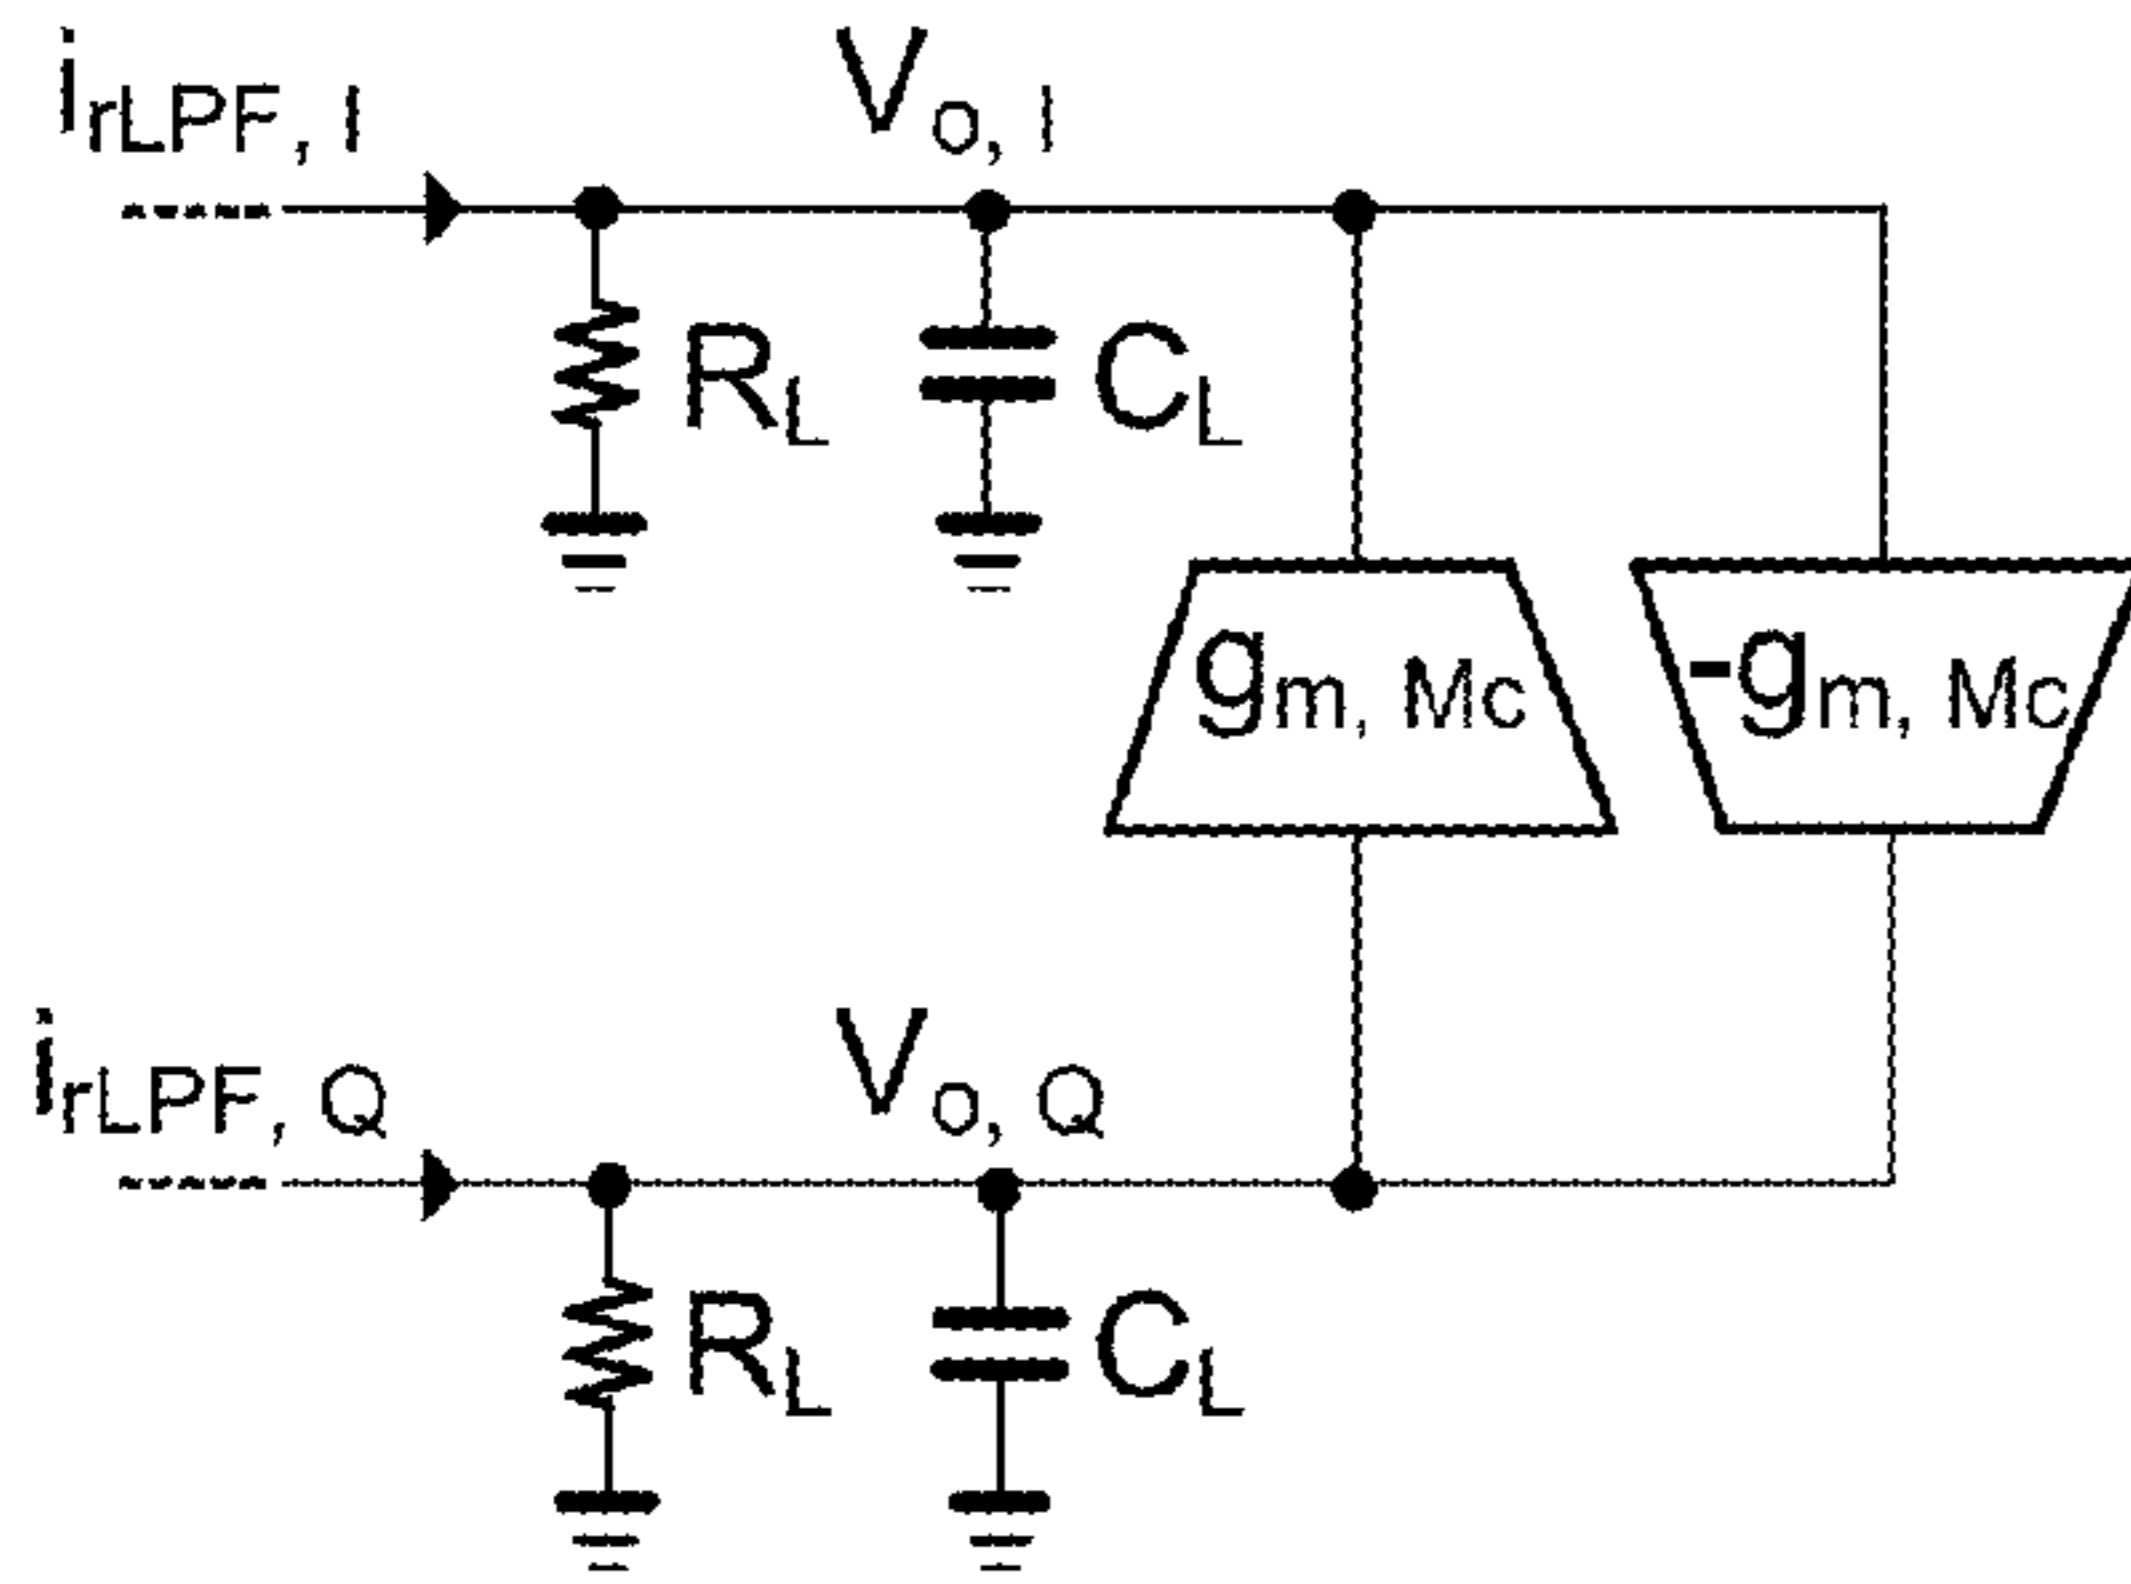 irLPF, I
Vo, I
RL
CL
gm, Mc
-gm, Mc
irLPF, Q
Vo, Q
RL
CL